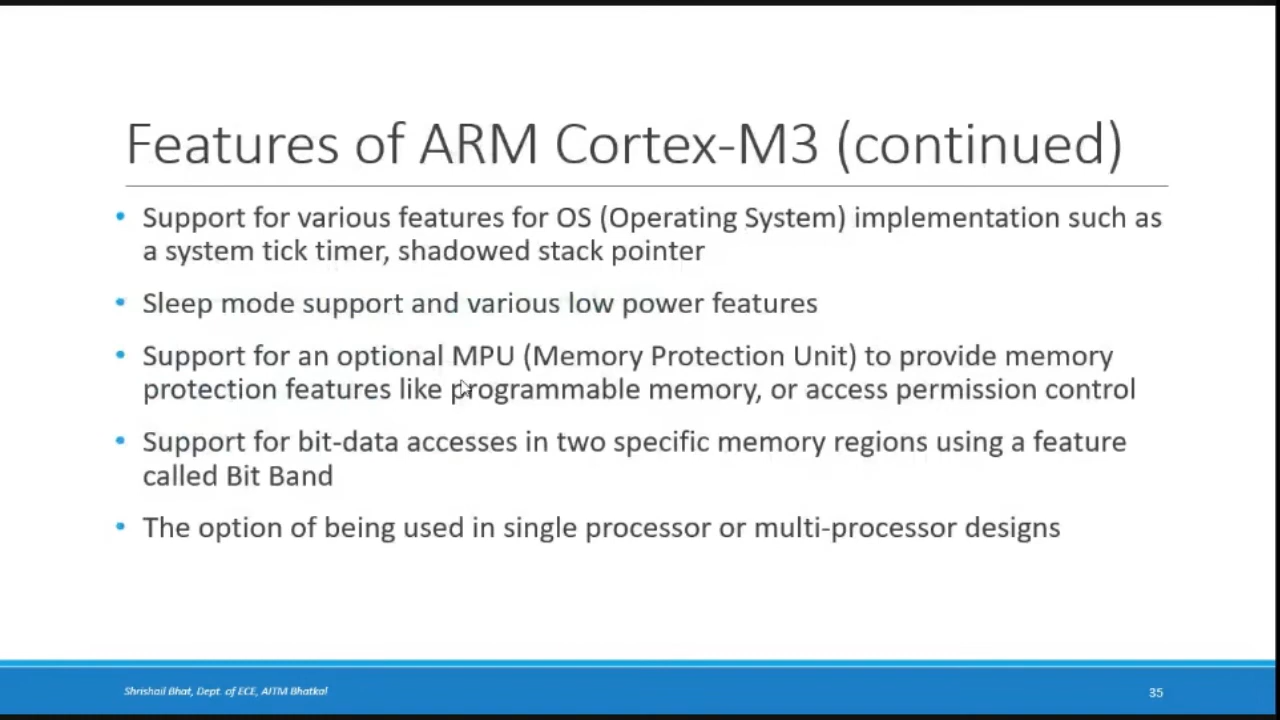 Features of ARM Cortex-M3 (continued)
• Support for various features for OS (Operating System) implementation such as
a system tick timer, shadowed stack pointer
• Sleep mode support and various low power features
• Support for an optional MPU (Memory Protection Unit) to provide memory
protection features like programmable memory, or access permission control
• Support for bit-data accesses in two specific memory regions using a feature
called Bit Band
• The option of being used in single processor or multi-processor designs
Shrishail Bhat, Dept. of ECE, AITM Bhatkal
35